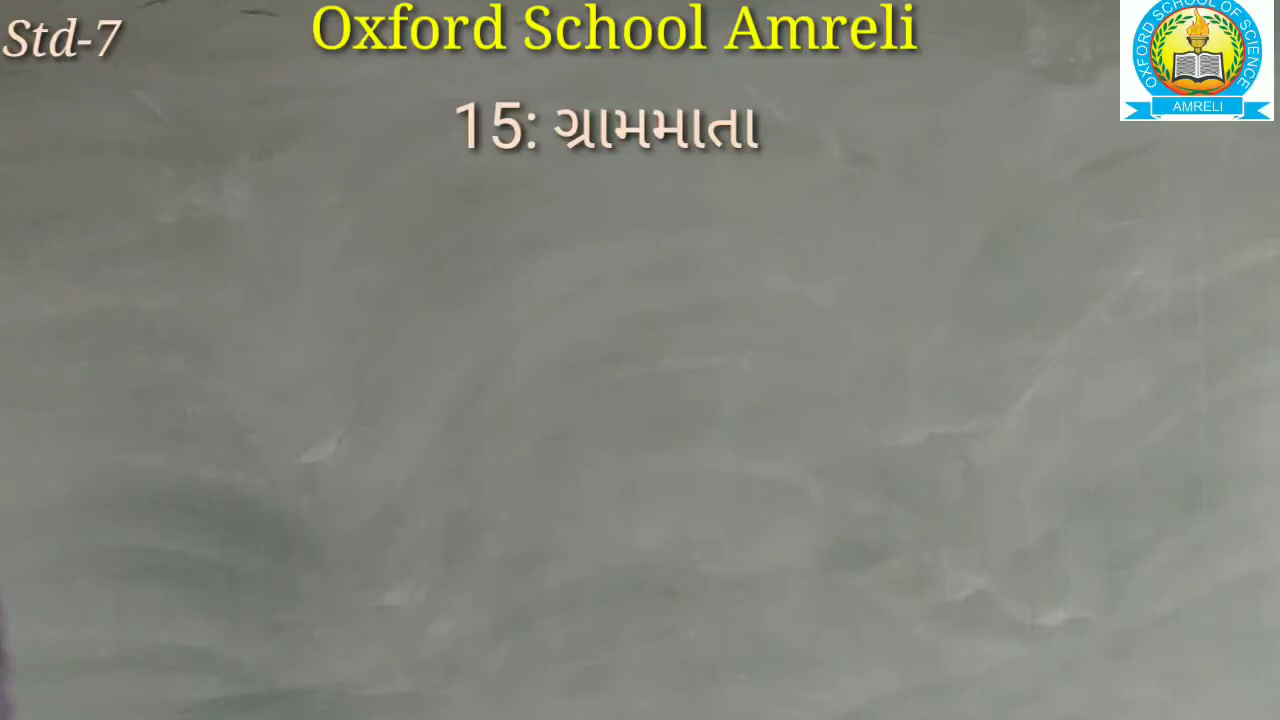 Std-7
Oxford School Amreli
15: ગ્રામમાતા
OXFORD SCHOOL OF SCIENCE
AMRELI